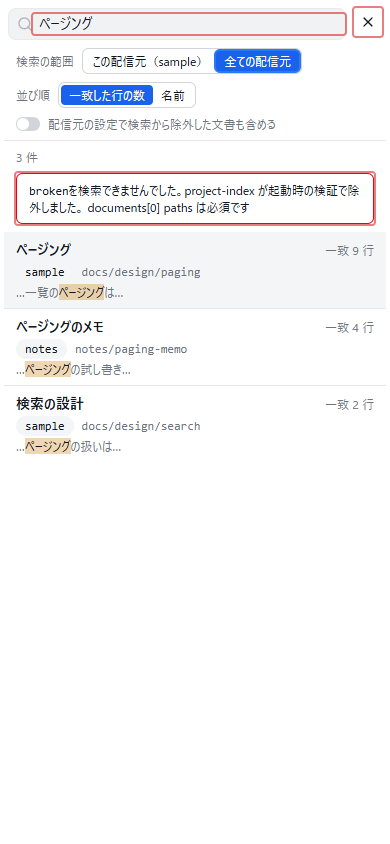 ページング
検索の範囲 この配信元（sample） 全ての配信元
並び順 一致した行の数 名前
配信元の設定で検索から除外した文書も含める
3 件
brokenを検索できませんでした。project-index が起動時の検証で除
外しました。 documents[0] paths は必須です
ページング 一致 9 行
sample docs/design/paging
…一覧のページングは…
ページングのメモ 一致 4 行
notes notes/paging-memo
…ページングの試し書き…
検索の設計 一致 2 行
sample docs/design/search
…ページングの扱いは…